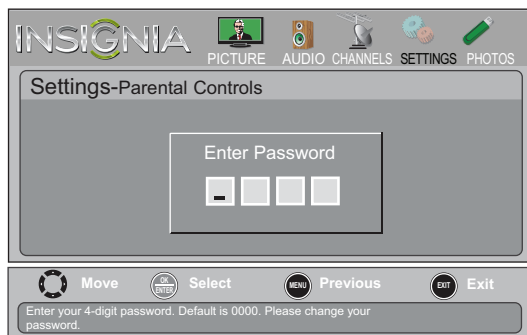 INSIGNIA
PICTURE AUDIO CHANNELS SETTINGS PHOTOS
Settings-Parental Controls
Enter Password
Move OK ENTER Select MENU Previous EXIT Exit
Enter your 4-digit password. Default is 0000. Please change your
password.